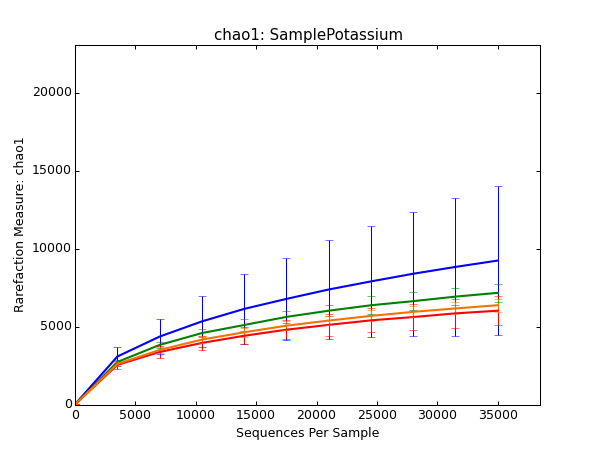 chao1: SamplePotassium
20000
15000
10000
5000
0
Rarefaction Measure: chao1
0 5000 10000 15000 20000 25000 30000 35000
Sequences Per Sample